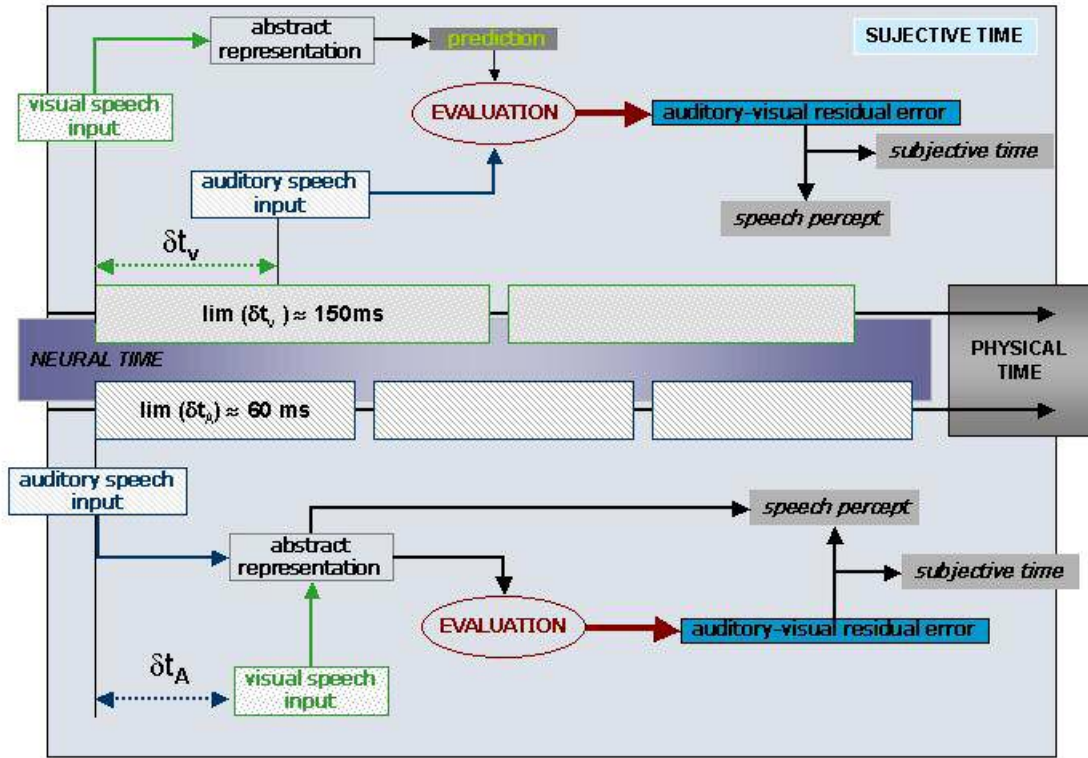 abstract
representation
prediction
SUJECTIVE TIME
visual speech
input
EVALUATION
auditory-visual residual error
subjective time
auditory speech
input
speech percept
δtv
lim (δtv ) ≈ 150ms
NEURAL TIME
PHYSICAL
TIME
lim (δtA) ≈ 60 ms
auditory speech
input
speech percept
abstract
representation
subjective time
EVALUATION
auditory-visual residual error
δtA
visual speech
input